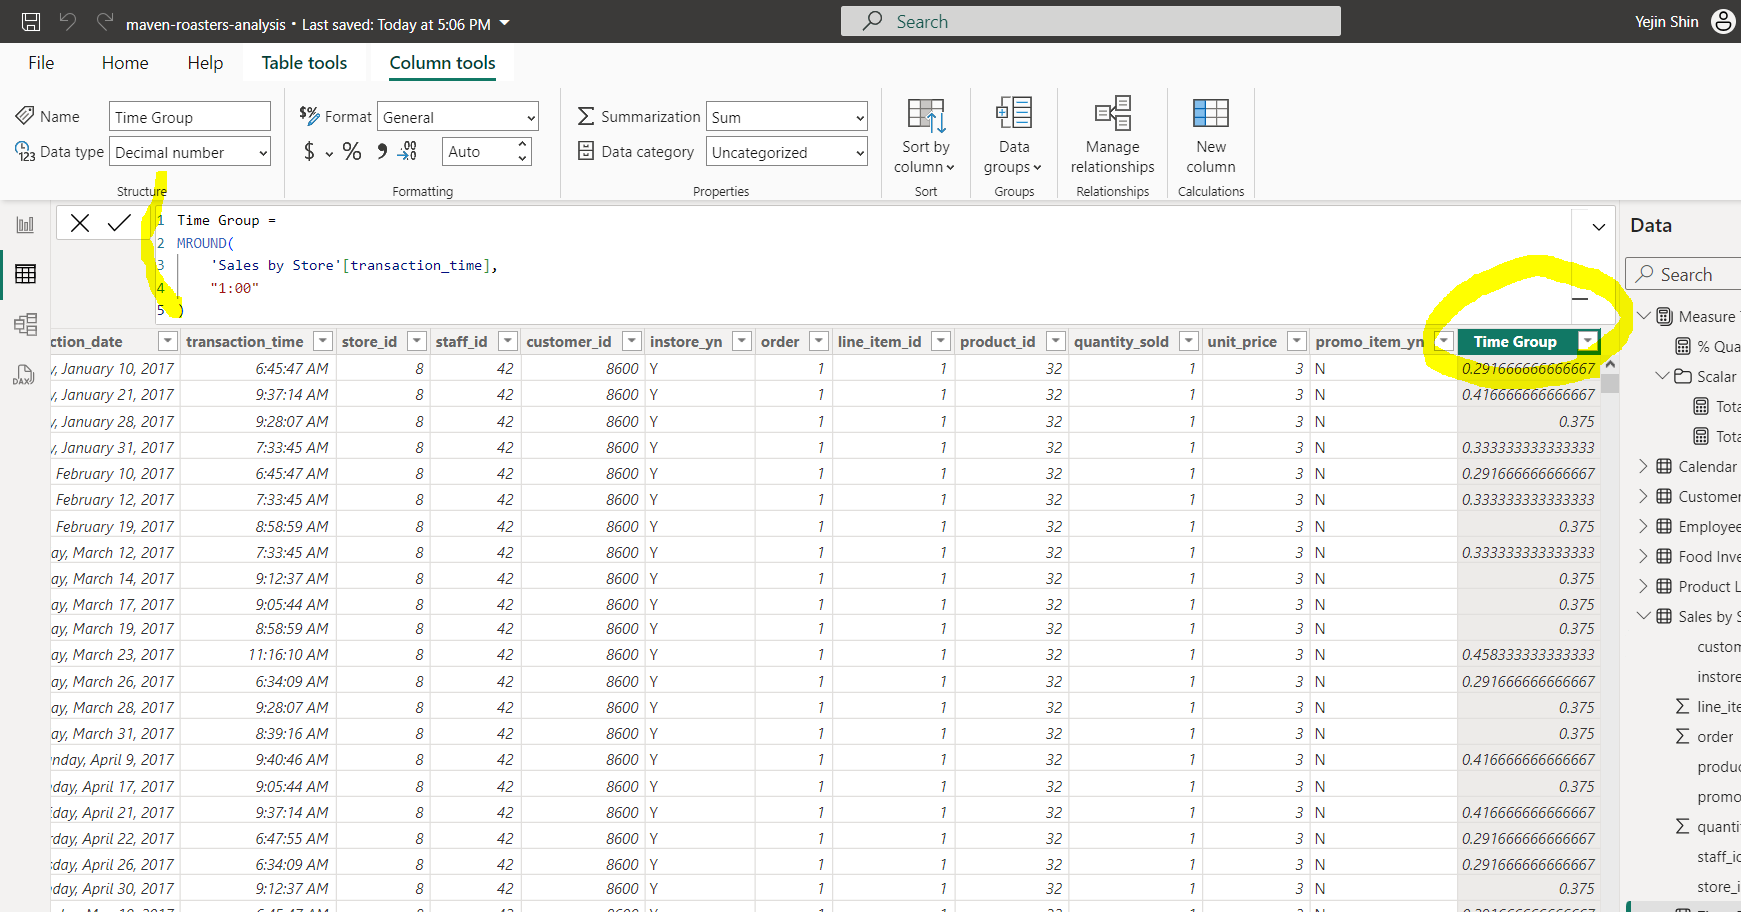 maven-roasters-analysis • Last saved: Today at 5:06 PM
Search
Yejin Shin
File Home Help Table tools Column tools
Name Time Group
Data type Decimal number
Structure
$% Format General
$ % 9 .00 Auto
Formatting
Σ Summarization Sum
Data category Uncategorized
Properties
Sort by column
Sort
Data groups
Groups
Manage relationships
Relationships
New column
Calculations
1 Time Group =
2 MROUND(
3 'Sales by Store'[transaction_time],
4 "1:00"
5 )
ction_date transaction_time store_id staff_id customer_id instore_yn order line_item_id product_id quantity_sold unit_price promo_item_yn Time Group
y, January 10, 2017 6:45:47 AM 8 42 8600 Y 1 1 32 1 3 N 0.291666666666667
y, January 21, 2017 9:37:14 AM 8 42 8600 Y 1 1 32 1 3 N 0.416666666666667
y, January 28, 2017 9:28:07 AM 8 42 8600 Y 1 1 32 1 3 N 0.375
y, January 31, 2017 7:33:45 AM 8 42 8600 Y 1 1 32 1 3 N 0.333333333333333
February 10, 2017 6:45:47 AM 8 42 8600 Y 1 1 32 1 3 N 0.291666666666667
February 12, 2017 7:33:45 AM 8 42 8600 Y 1 1 32 1 3 N 0.333333333333333
February 19, 2017 8:58:59 AM 8 42 8600 Y 1 1 32 1 3 N 0.375
ay, March 12, 2017 7:33:45 AM 8 42 8600 Y 1 1 32 1 3 N 0.333333333333333
ay, March 14, 2017 9:12:37 AM 8 42 8600 Y 1 1 32 1 3 N 0.375
ay, March 17, 2017 9:05:44 AM 8 42 8600 Y 1 1 32 1 3 N 0.375
ay, March 19, 2017 8:58:59 AM 8 42 8600 Y 1 1 32 1 3 N 0.375
ay, March 23, 2017 11:16:10 AM 8 42 8600 Y 1 1 32 1 3 N 0.458333333333333
ay, March 26, 2017 6:34:09 AM 8 42 8600 Y 1 1 32 1 3 N 0.291666666666667
ay, March 28, 2017 9:28:07 AM 8 42 8600 Y 1 1 32 1 3 N 0.375
ay, March 31, 2017 8:39:16 AM 8 42 8600 Y 1 1 32 1 3 N 0.375
nday, April 9, 2017 9:40:46 AM 8 42 8600 Y 1 1 32 1 3 N 0.416666666666667
day, April 17, 2017 9:05:44 AM 8 42 8600 Y 1 1 32 1 3 N 0.375
iday, April 21, 2017 9:37:14 AM 8 42 8600 Y 1 1 32 1 3 N 0.416666666666667
rday, April 22, 2017 6:47:55 AM 8 42 8600 Y 1 1 32 1 3 N 0.291666666666667
sday, April 26, 2017 6:34:09 AM 8 42 8600 Y 1 1 32 1 3 N 0.291666666666667
day, April 30, 2017 9:12:37 AM 8 42 8600 Y 1 1 32 1 3 N 0.375
DAX
Data
Search
Measure
% Qua
Scalar
Tota
Tota
Calendar
Customer
Employee
Food Inve
Product L
Sales by S
custom
instore
Σ line_ite
Σ order
produc
promo
Σ quanti
staff_id
store_i